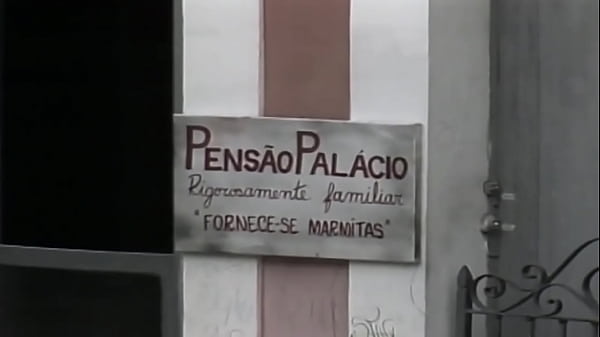 PENSÃO PALÁCIO
Rigorosamente familiar
"FORNECE-SE MARMITAS"